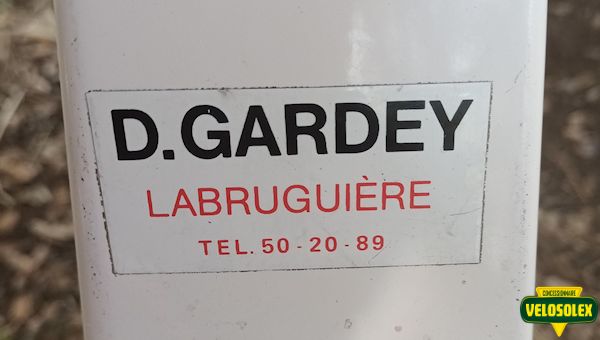 D.GARDEY
LABRUGUIÈRE
TEL. 50 - 20 - 89
CONCESSIONNAIRE
VELOSOLEX